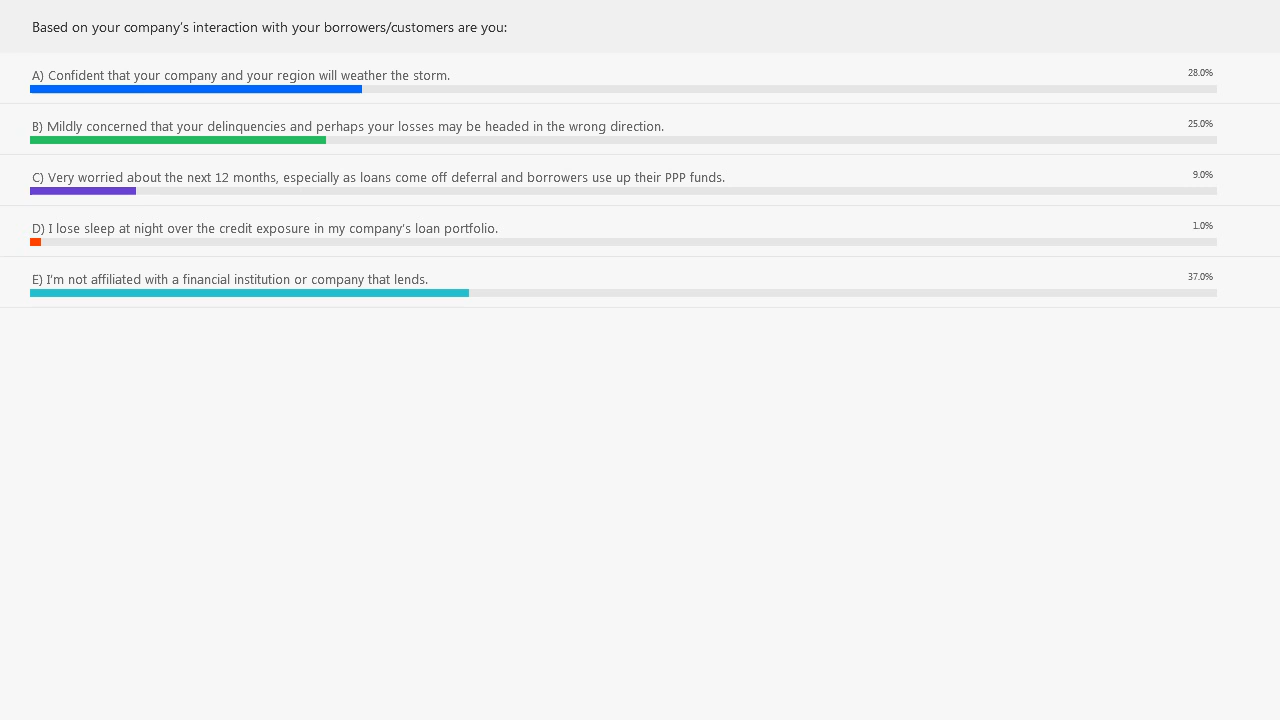 Based on your company's interaction with your borrowers/customers are you:
A) Confident that your company and your region will weather the storm.
28.0%
B) Mildly concerned that your delinquencies and perhaps your losses may be headed in the wrong direction.
25.0%
C) Very worried about the next 12 months, especially as loans come off deferral and borrowers use up their PPP funds.
9.0%
D) I lose sleep at night over the credit exposure in my company's loan portfolio.
1.0%
E) I'm not affiliated with a financial institution or company that lends.
37.0%